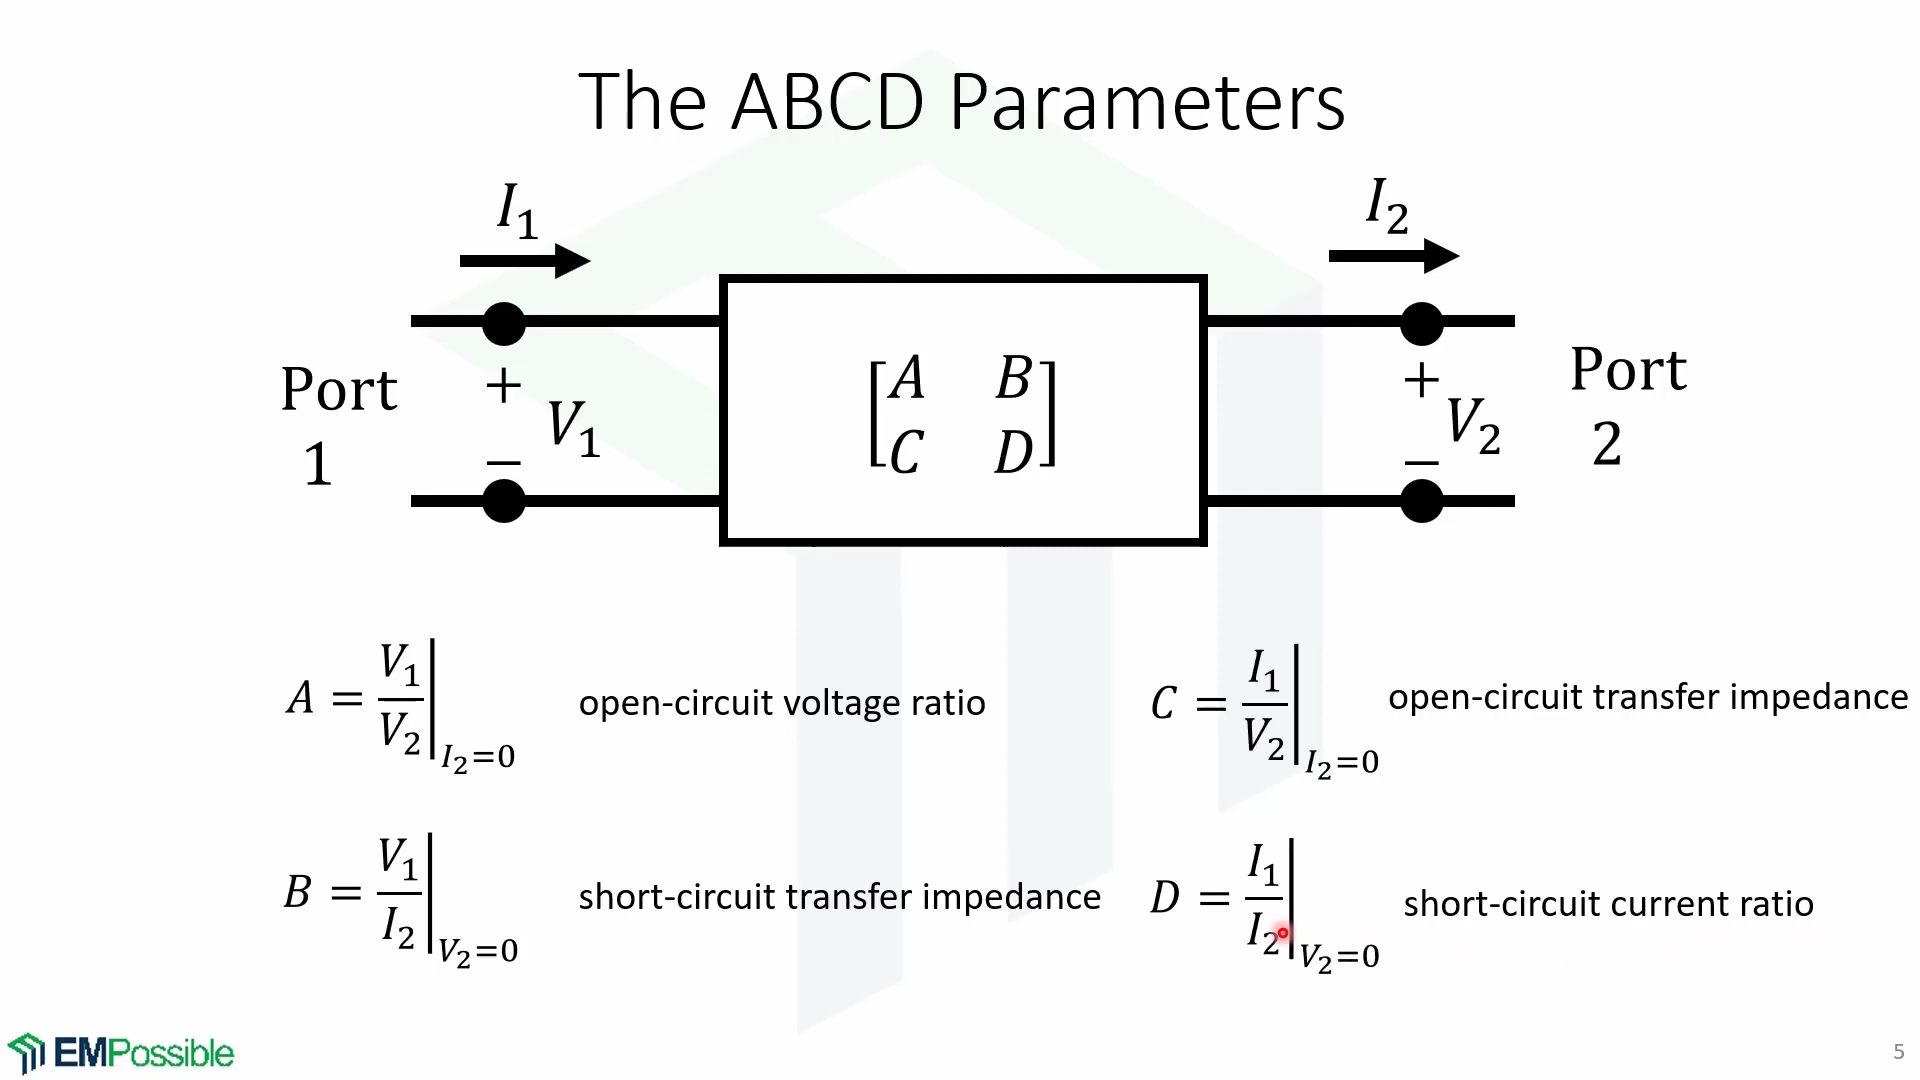 The ABCD Parameters
I₁
I₂
Port
1
+
V₁
−
[A B
C D]
+
V₂
−
Port
2
A = V₁/V₂ |I₂=0
open-circuit voltage ratio
C = I₁/V₂ |I₂=0
open-circuit transfer impedance
B = V₁/I₂ |V₂=0
short-circuit transfer impedance
D = I₁/I₂ |V₂=0
short-circuit current ratio
EMPossible
5